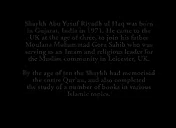 Shaykh Abu Yusuf Riyadh ul Haq was born
in Gujarat, India in 1971. He came to the
UK at the age of three, to join his father
Moulana Muhammad Gora Sahib who was
serving as an Imam and religious leader for
the Muslim community in Leicester, UK.
By the age of ten the Shaykh had memorised
the entire Qur'an, and also completed
the study of a number of books in various
Islamic topics.